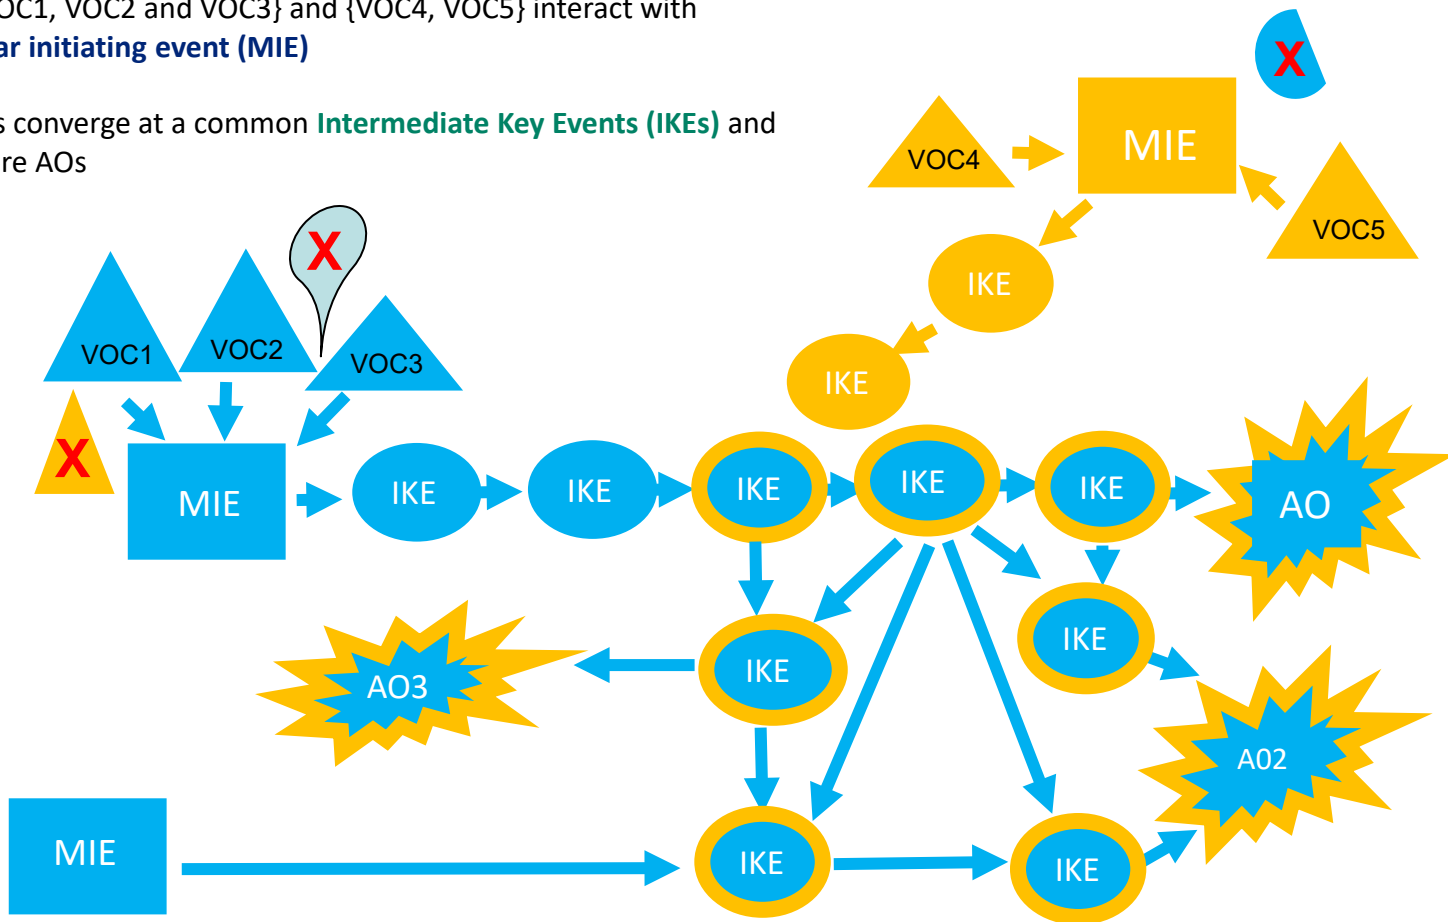 OC1, VOC2 and VOC3} and {VOC4, VOC5} interact with
ar initiating event (MIE)
s converge at a common Intermediate Key Events (IKEs) and
re AOs
X
MIE
VOC4
VOC5
X
IKE
VOC1
VOC2
VOC3
IKE
X
MIE
IKE
IKE
IKE
IKE
IKE
AO
IKE
IKE
AO3
A02
MIE
IKE
IKE